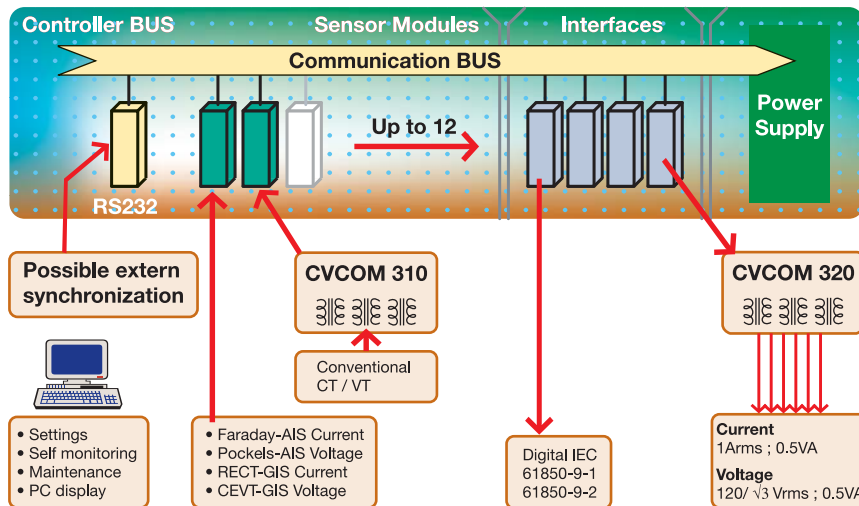 Controller BUS
Sensor Modules
Interfaces
Communication BUS
Up to 12
Power
Supply
RS232
Possible extern
synchronization
CVCOM 310
CVCOM 320
Conventional
CT / VT
• Settings
• Self monitoring
• Maintenance
• PC display
• Faraday-AIS Current
• Pockels-AIS Voltage
• RECT-GIS Current
• CEVT-GIS Voltage
Digital IEC
61850-9-1
61850-9-2
Current
1Arms ; 0.5VA
Voltage
120/ √3 Vrms ; 0.5VA